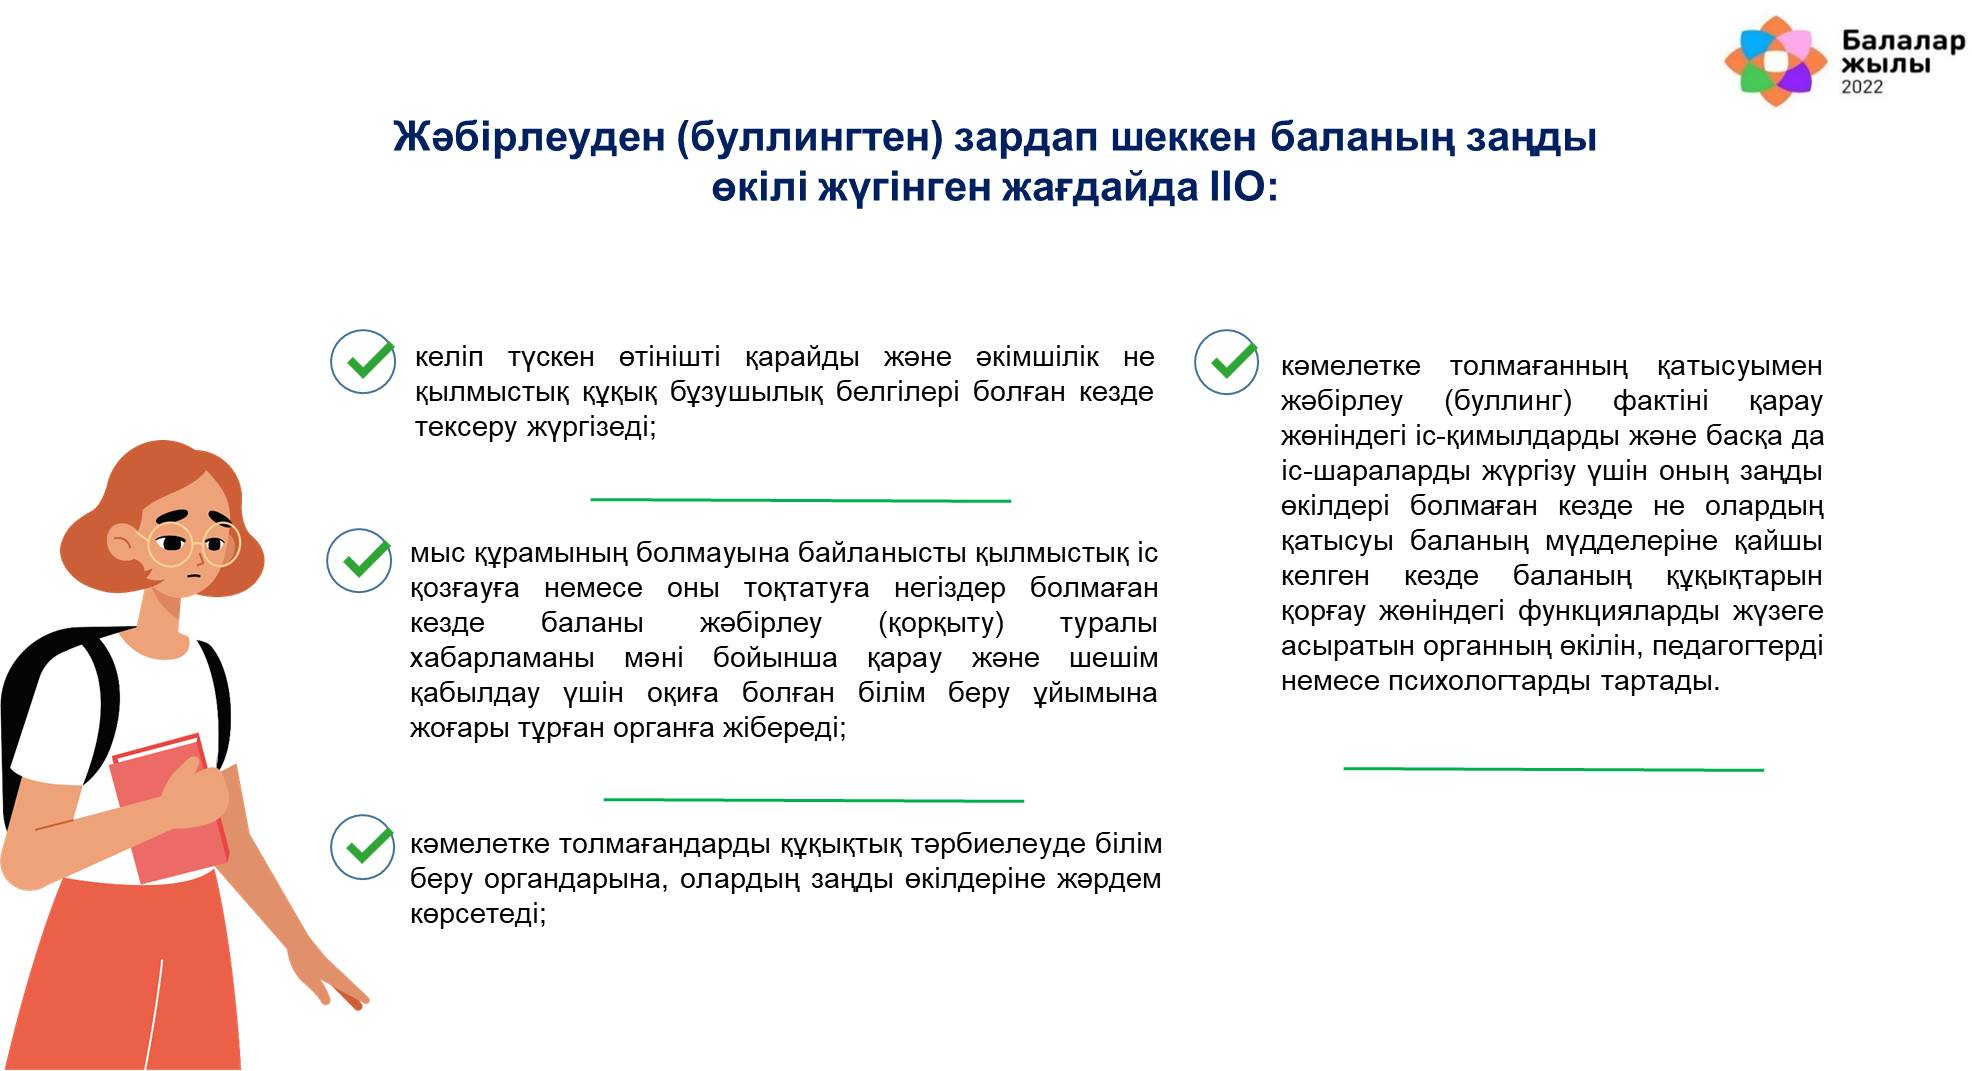 Балалар
жылы
2022
Жәбірлеуден (буллингтен) зардап шеккен баланың заңды
өкілі жүгінген жағдайда ІІО:
келіп түскен өтінішті қарайды және әкімшілік не
қылмыстық құқық бұзушылық белгілері болған кезде
тексеру жүргізеді;
мыс құрамының болмауына байланысты қылмыстық іс
қозғауға немесе оны тоқтатуға негіздер болмаған
кезде баланы жәбірлеу (қорқыту) туралы
хабарламаны мәні бойынша қарау және шешім
қабылдау үшін оқиға болған білім беру ұйымына
жоғары тұрған органға жібереді;
кәмелетке толмағандарды құқықтық тәрбиелеуде білім
беру органдарына, олардың заңды өкілдеріне жәрдем
көрсетеді;
кәмелетке толмағанның қатысуымен
жәбірлеу (буллинг) фактіні қарау
жөніндегі іс-қимылдарды және басқа да
іс-шараларды жүргізу үшін оның заңды
өкілдері болмаған кезде не олардың
қатысуы баланың мүдделеріне қайшы
келген кезде баланың құқықтарын
қорғау жөніндегі функцияларды жүзеге
асыратын органның өкілін, педагогтерді
немесе психологтарды тартады.